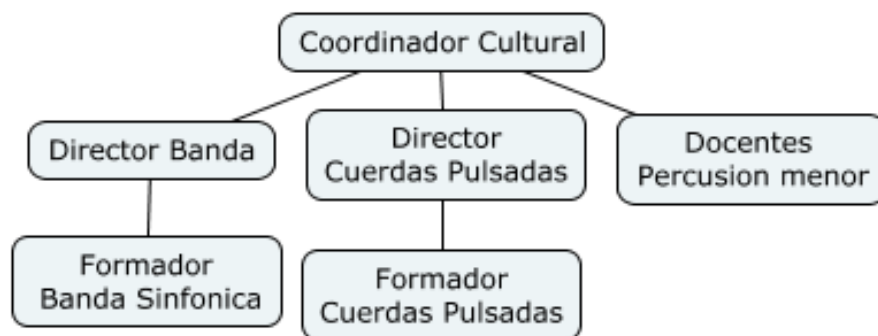 Coordinador Cultural
Director Banda
Director
Cuerdas Pulsadas
Docentes
Percusion menor
Formador
Banda Sinfonica
Formador
Cuerdas Pulsadas